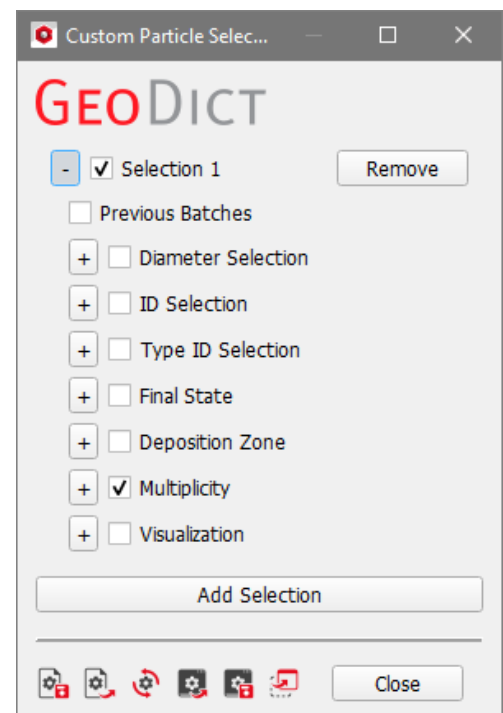 Custom Particle Selec...
GEODICT
- Selection 1 Remove
Previous Batches
+ Diameter Selection
+ ID Selection
+ Type ID Selection
+ Final State
+ Deposition Zone
+ Multiplicity
+ Visualization
Add Selection
Close